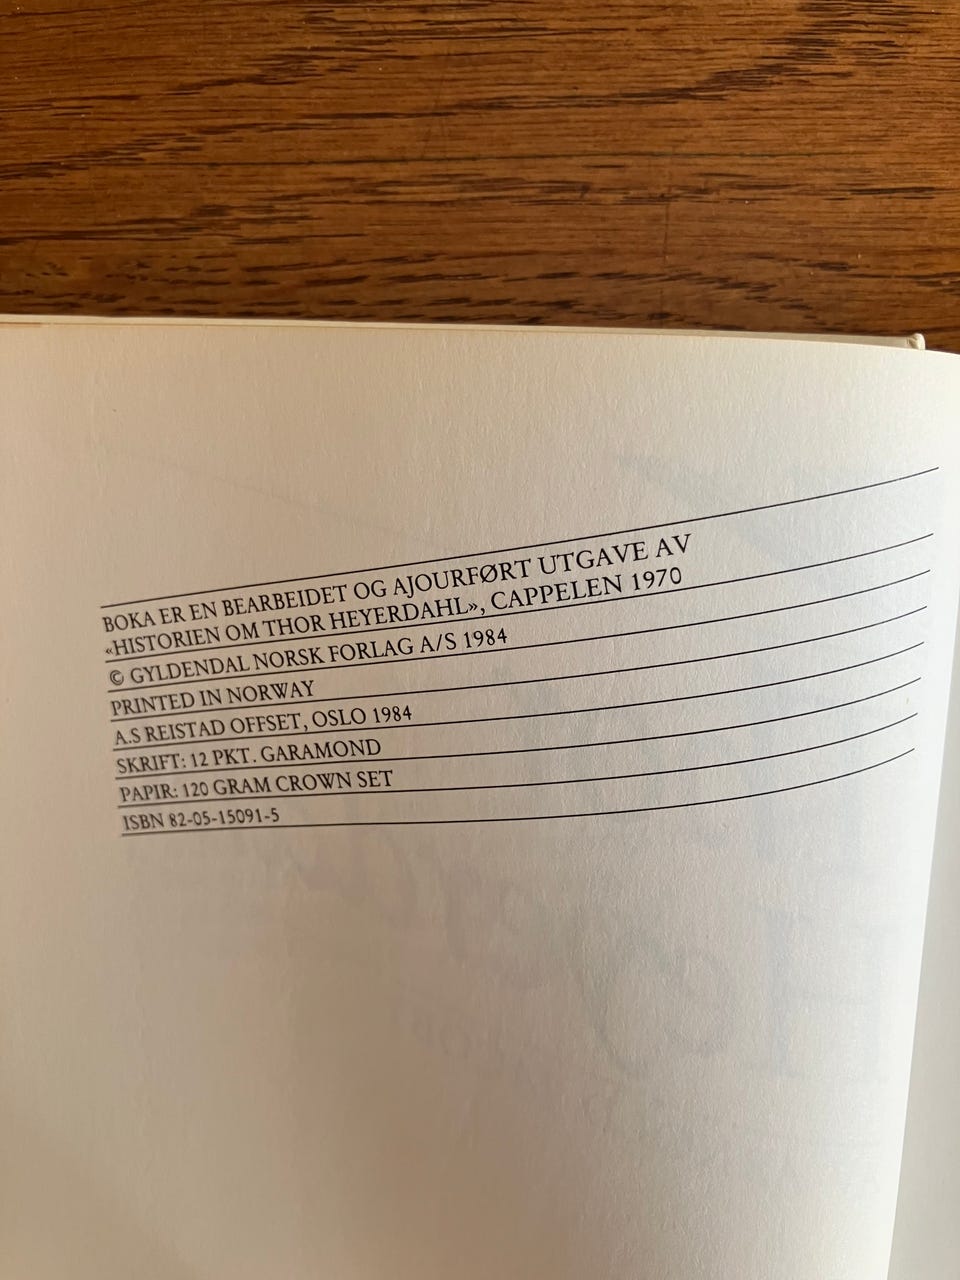 BOKA ER EN BEARBEIDET OG AJOURFØRT UTGAVE AV
«HISTORIEN OM THOR HEYERDAHL», CAPPELEN 1970
© GYLDENDAL NORSK FORLAG A/S 1984
PRINTED IN NORWAY
A.S REISTAD OFFSET, OSLO 1984
SKRIFT: 12 PKT. GARAMOND
PAPIR: 120 GRAM CROWN SET
ISBN 82-05-15091-5